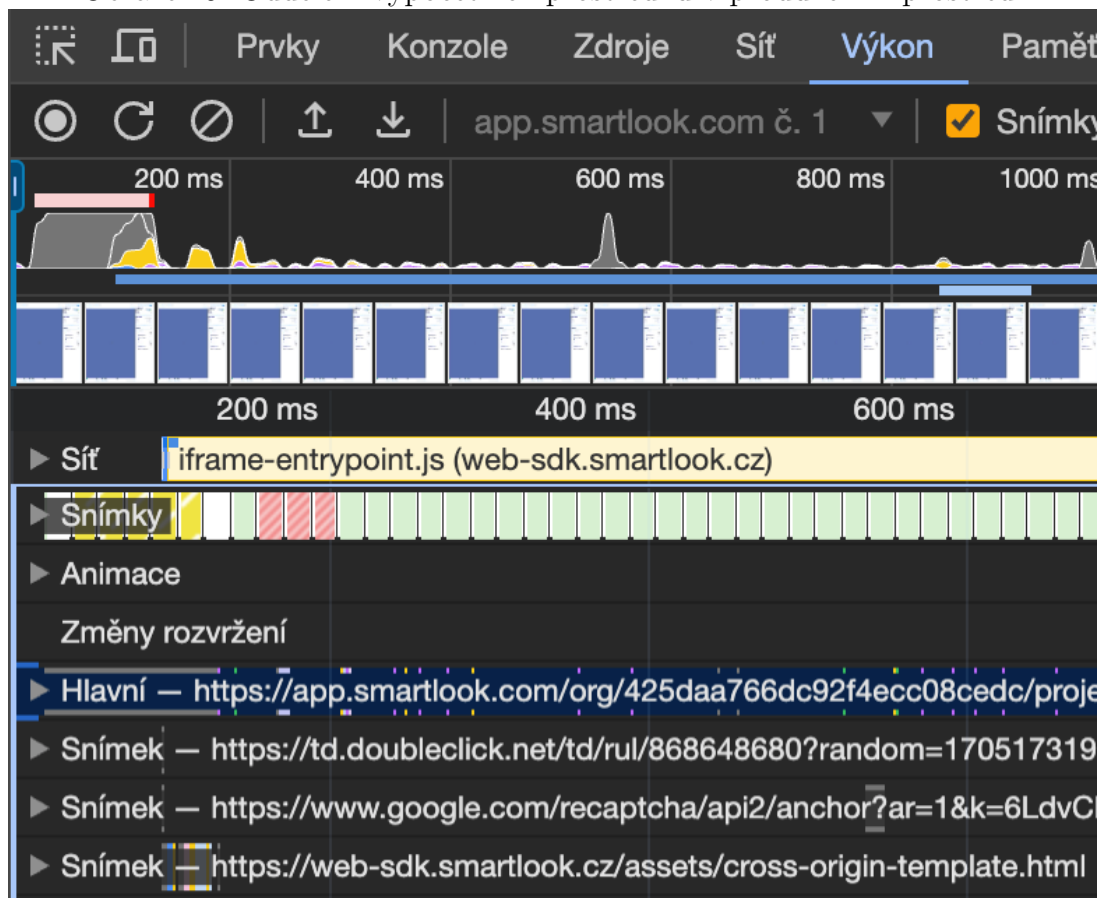 Prvky Konzole Zdroje Síť Výkon Paměť
app.smartlook.com č. 1 Snímky
200 ms 400 ms 600 ms 800 ms 1000 ms
200 ms 400 ms 600 ms
Síť iframe-entrypoint.js (web-sdk.smartlook.cz)
Snímky
Animace
Změny rozvržení
Hlavní — https://app.smartlook.com/org/425daa766dc92f4ecc08cedc/proje
Snímek — https://td.doubleclick.net/td/rul/868648680?random=170517319
Snímek — https://www.google.com/recaptcha/api2/anchor?ar=1&k=6LdvC
Snímek — https://web-sdk.smartlook.cz/assets/cross-origin-template.html